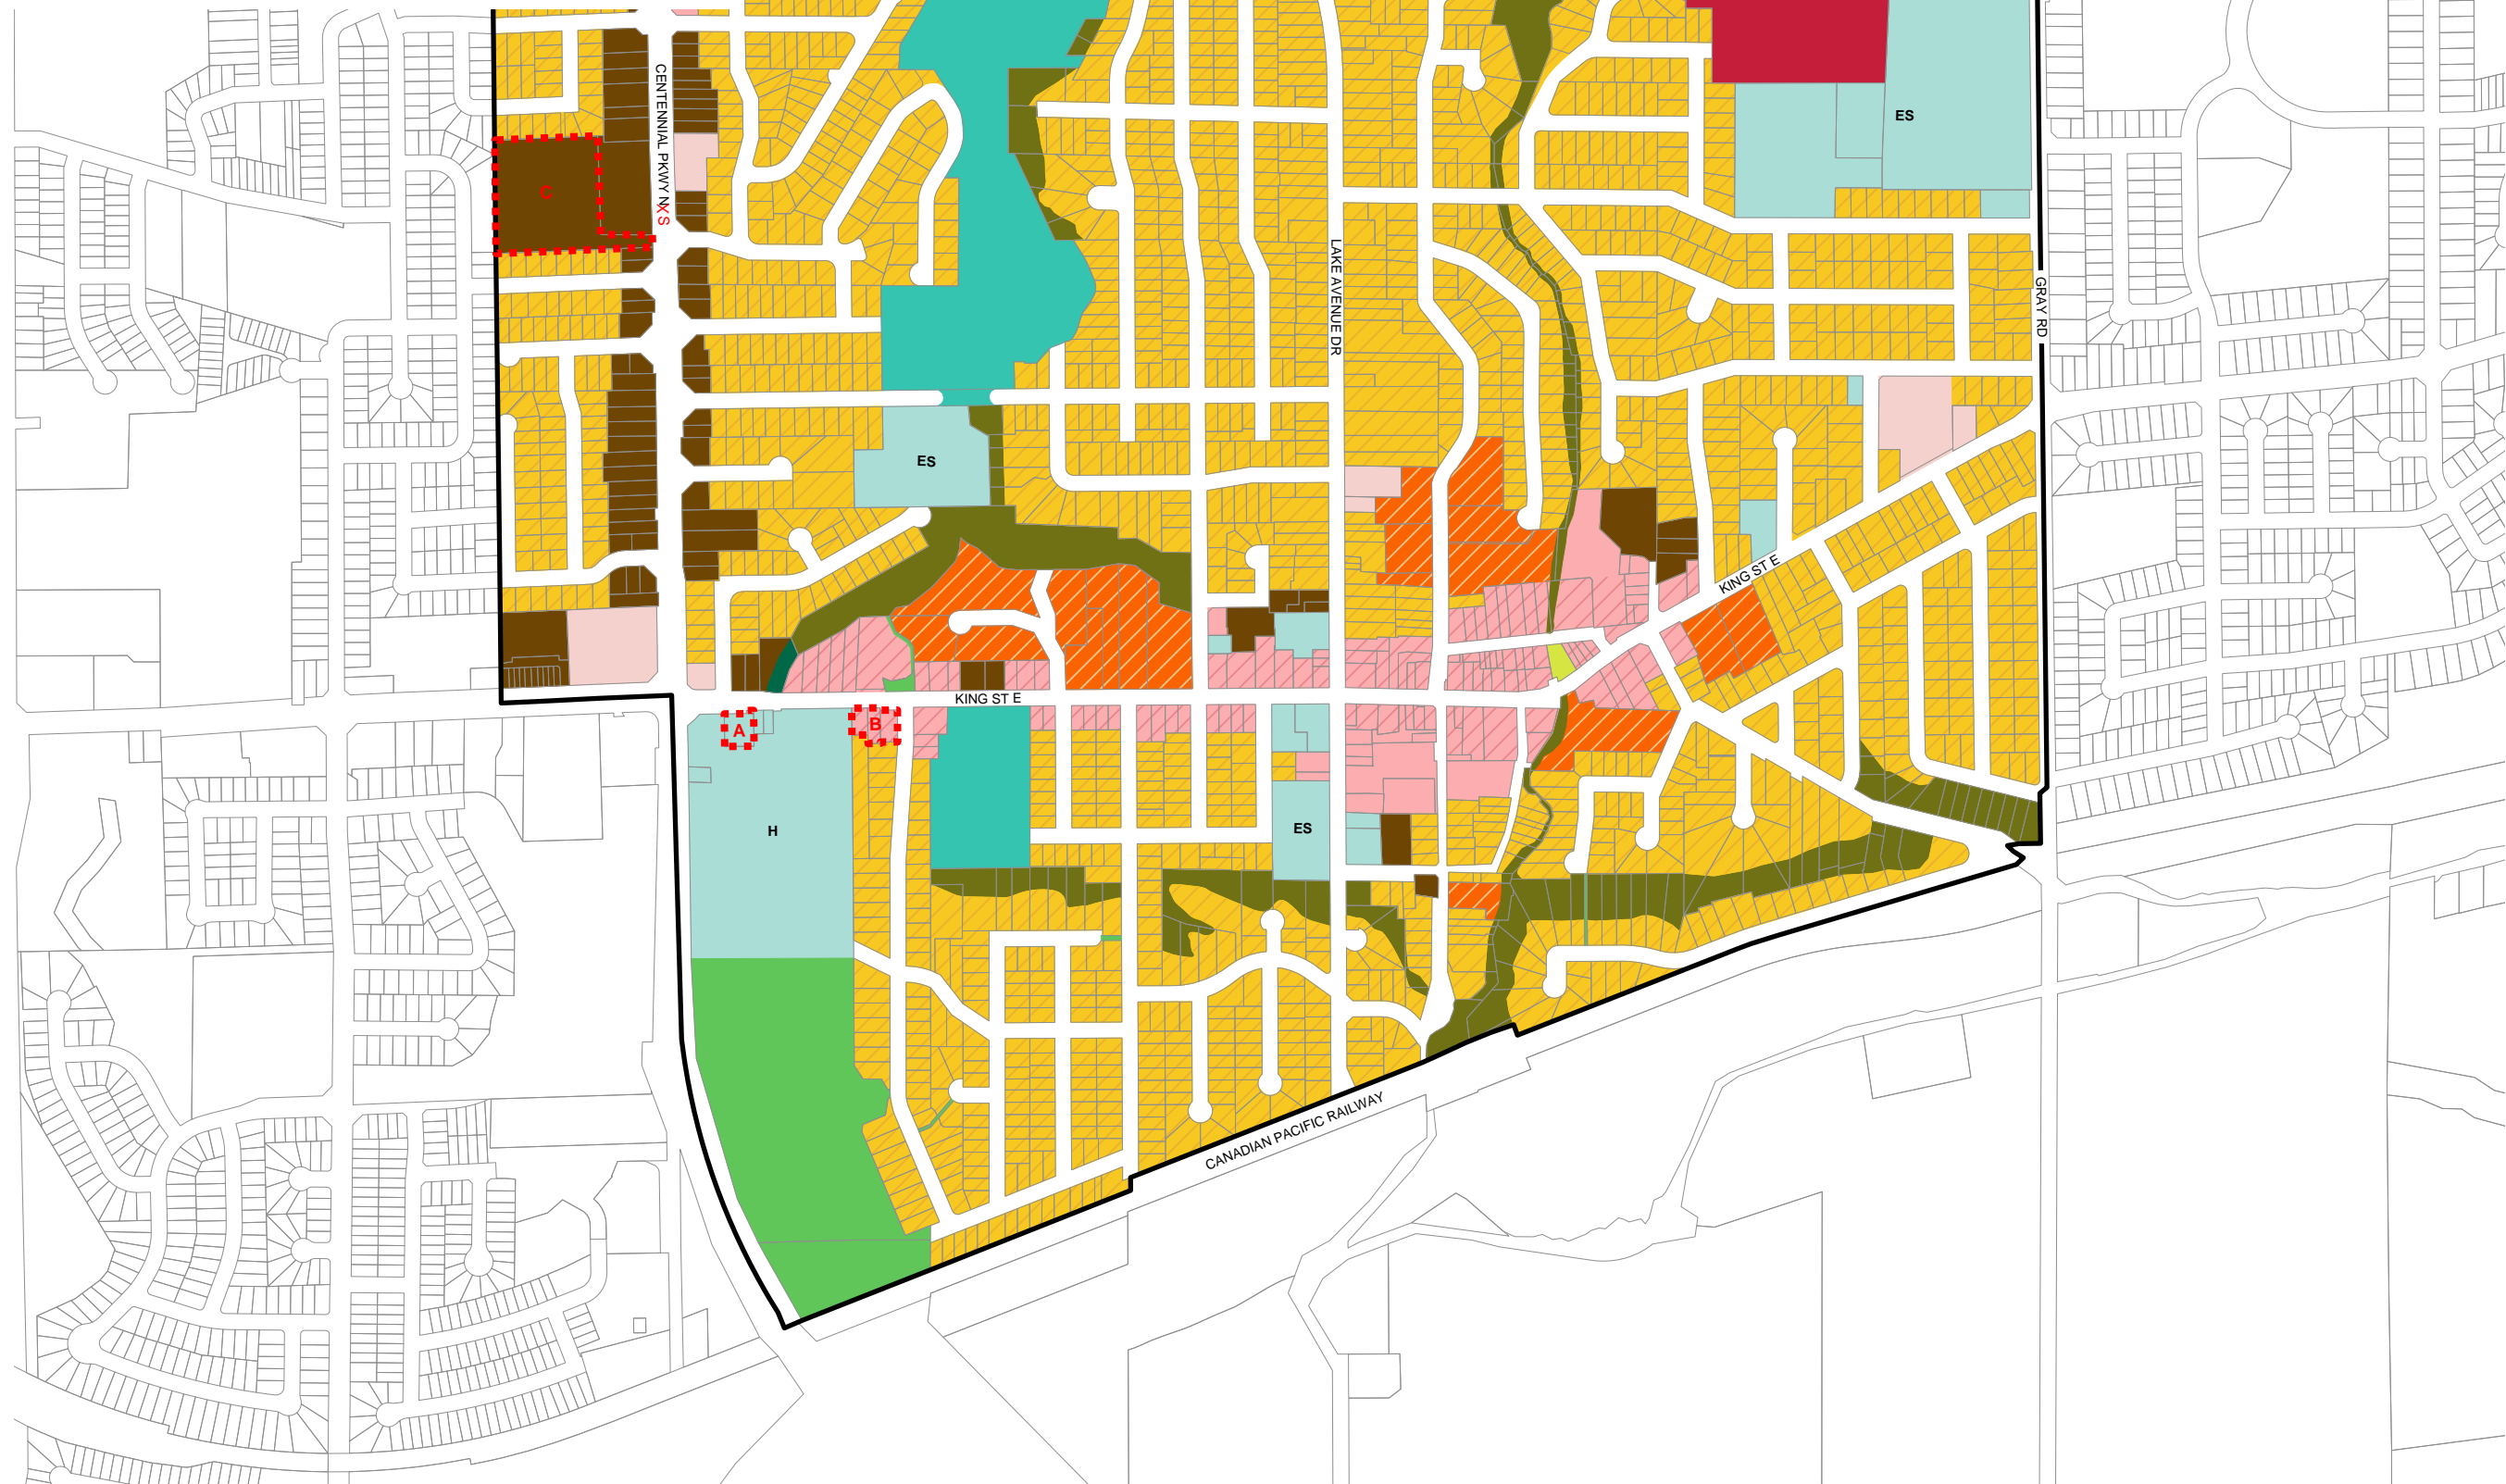 CENTENNIAL PKWY N
X S
C
ES
LAKE AVENUE DR
GRAY RD
ES
KING ST E
KING ST E
A
B
H
ES
CANADIAN PACIFIC RAILWAY